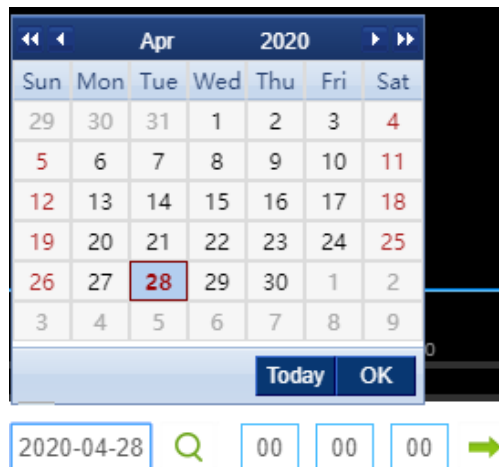 Apr 2020
Sun Mon Tue Wed Thu Fri Sat
29 30 31 1 2 3 4
5 6 7 8 9 10 11
12 13 14 15 16 17 18
19 20 21 22 23 24 25
26 27 28 29 30 1 2
3 4 5 6 7 8 9
0
Today OK
2020-04-28 00 00 00